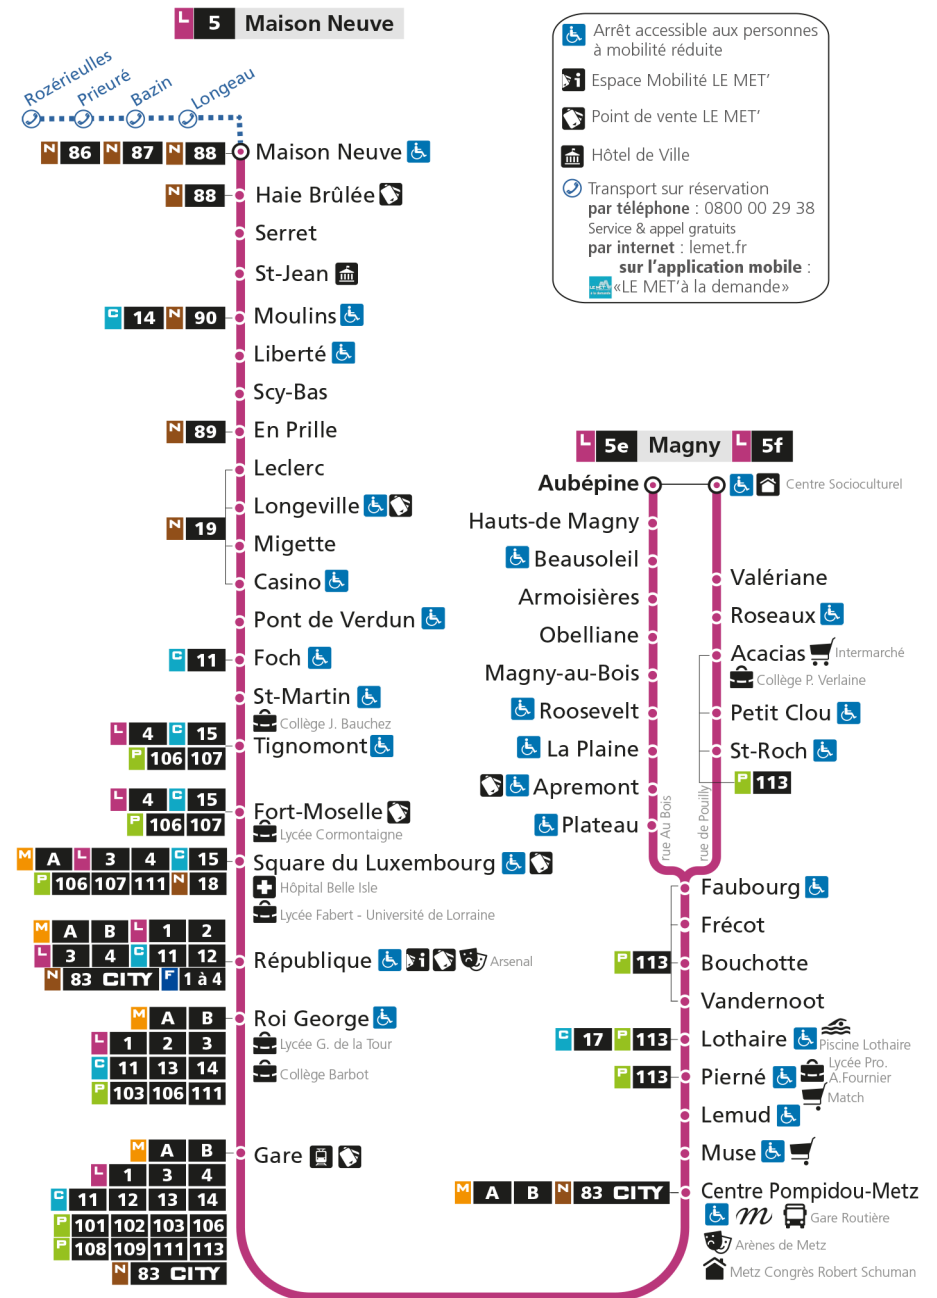 L 5 Maison Neuve
Rozérieulles
Prieuré
Bazin
Longeau
N 86 N 87 N 88 Maison Neuve
N 88 Haie Brûlée
Serret
St-Jean
C 14 N 90 Moulins
Liberté
Scy-Bas
N 89 En Prille
Leclerc
Longeville
N 19
Migette
Casino
Pont de Verdun
C 11 Foch
St-Martin
Collège J. Bauchez
L 4 C 15
Tignomont
P 106 107
L 4 C 15
Fort-Moselle
P 106 107
Lycée Cormontaigne
M A L 3 4 C 15
Square du Luxembourg
P 106 107 111 N 18
Hôpital Belle Isle
Lycée Fabert - Université de Lorraine
M A B L 1 2
L 3 4 C 11 12
République
i
Arsenal
N 83 CITY F 1 à 4
M A B
Roi George
L 1 2 3
Lycée G. de la Tour
C 11 13 14
Collège Barbot
P 103 106 111
M A B
Gare
L 1 3 4
C 11 12 13 14
P 101 102 103 106
P 108 109 111 113
N 83 CITY
Arrêt accessible aux personnes
à mobilité réduite
i Espace Mobilité LE MET’
Point de vente LE MET’
Hôtel de Ville
Transport sur réservation
par téléphone : 0800 00 29 38
Service & appel gratuits
par internet : lemet.fr
sur l’application mobile :
«LE MET’à la demande»
L 5e Magny L 5f
Aubépine
Centre Socioculturel
Hauts-de Magny
Beausoleil
Armoisières
Obelliane
Magny-au-Bois
Roosevelt
La Plaine
Apremont
Plateau
rue Au Bois
rue de Pouilly
Valériane
Roseaux
Acacias
Intermarché
Collège P. Verlaine
Petit Clou
St-Roch
P 113
Faubourg
Frécot
P 113 Bouchotte
Vandernoot
C 17 P 113 Lothaire
Piscine Lothaire
P 113 Pierné
Lycée Pro.
A.Fournier
Match
Lemud
Muse
M A B N 83 CITY Centre Pompidou-Metz
m
Gare Routière
Arènes de Metz
Metz Congrès Robert Schuman